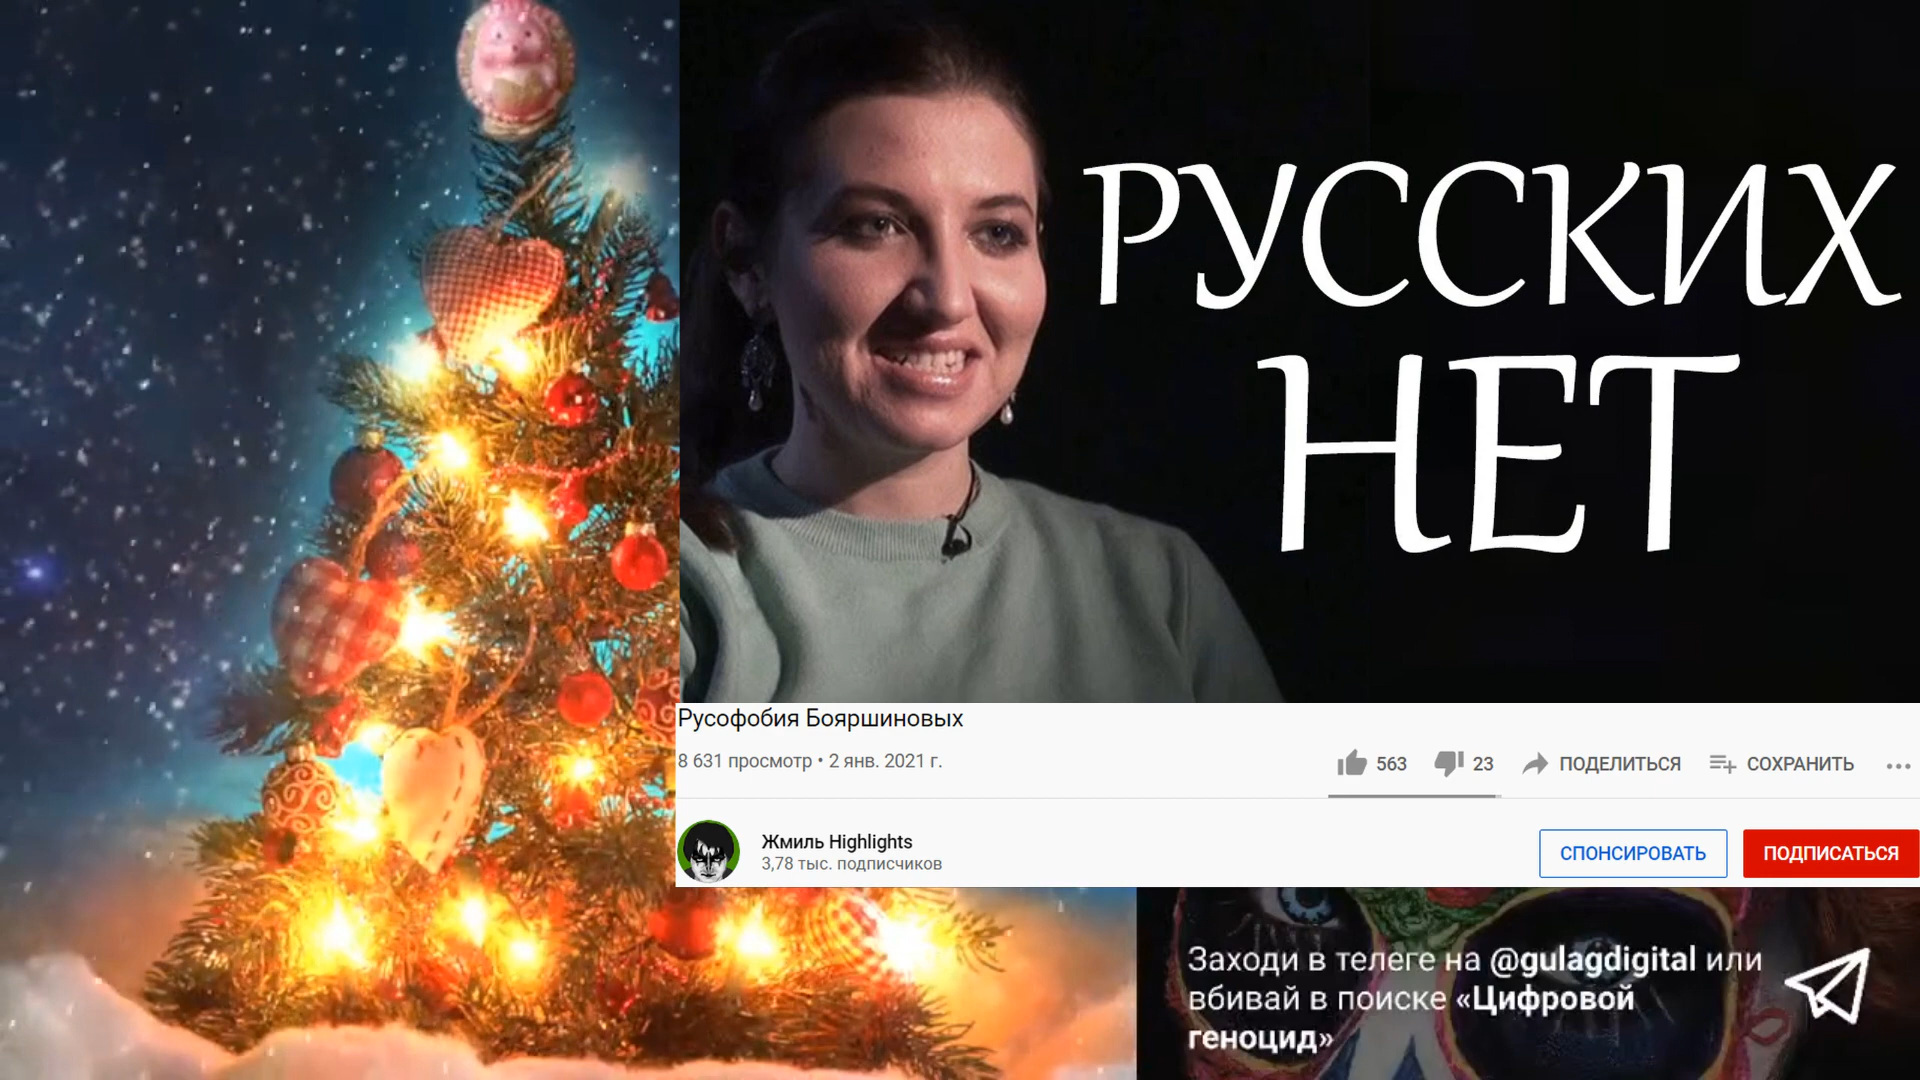 РУССКИХ
НЕТ
Русофобия Бояршиновых
8 631 просмотр • 2 янв. 2021 г.
563
23
ПОДЕЛИТЬСЯ
СОХРАНИТЬ
Жмиль Highlights
3,78 тыс. подписчиков
СПОНСИРОВАТЬ
ПОДПИСАТЬСЯ
Заходи в телеге на @gulagdigital или
вбивай в поиске «Цифровой
геноцид»